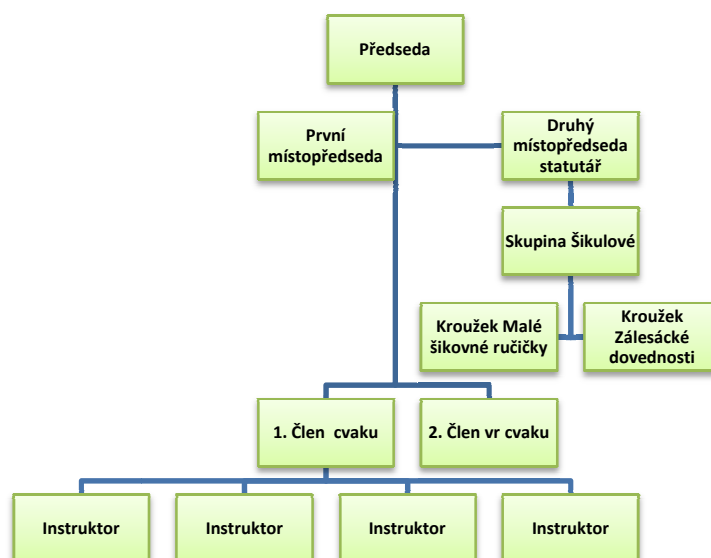 Předseda
První
místopředseda
Druhý
místopředseda
statutář
Skupina Šikulové
Kroužek Malé
šikovné ručičky
Kroužek
Zálesácké
dovednosti
1. Člen  cvaku
2. Člen vr cvaku
Instruktor
Instruktor
Instruktor
Instruktor